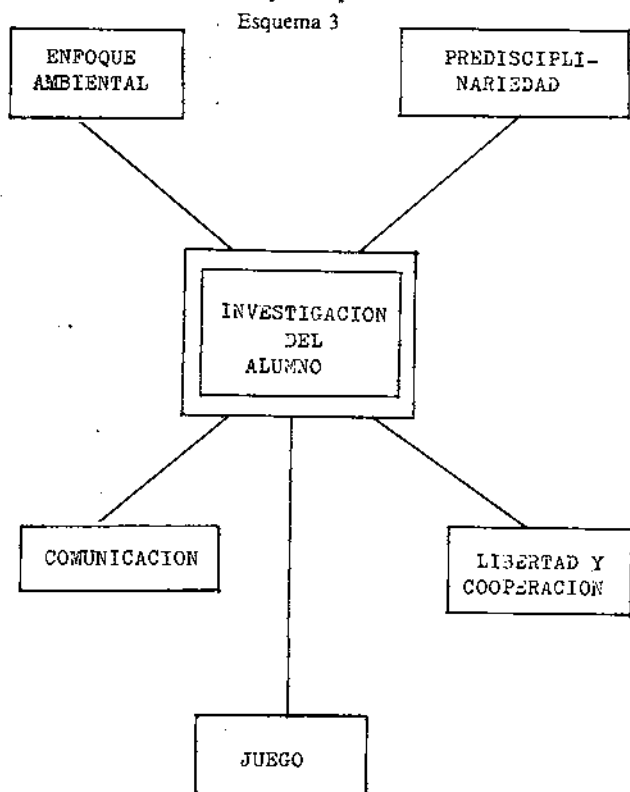 Esquema 3
ENFOQUE
AMBIENTAL
PREDISCIPLI-
NARIEDAD
INVESTIGACION
DEL
ALUMNO
COMUNICACION
LIBERTAD Y
COOPERACION
JUEGO